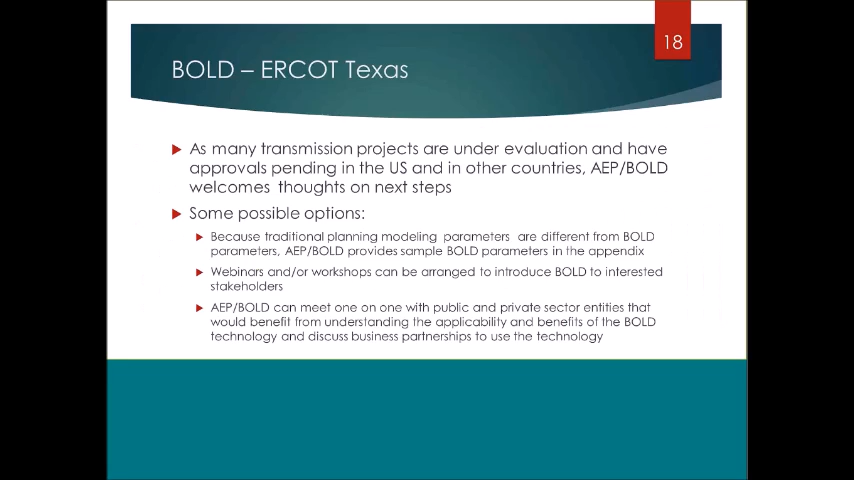 18
BOLD – ERCOT Texas
As many transmission projects are under evaluation and have
approvals pending in the US and in other countries, AEP/BOLD
welcomes thoughts on next steps
Some possible options:
Because traditional planning modeling parameters are different from BOLD
parameters, AEP/BOLD provides sample BOLD parameters in the appendix
Webinars and/or workshops can be arranged to introduce BOLD to interested
stakeholders
AEP/BOLD can meet one on one with public and private sector entities that
would benefit from understanding the applicability and benefits of the BOLD
technology and discuss business partnerships to use the technology